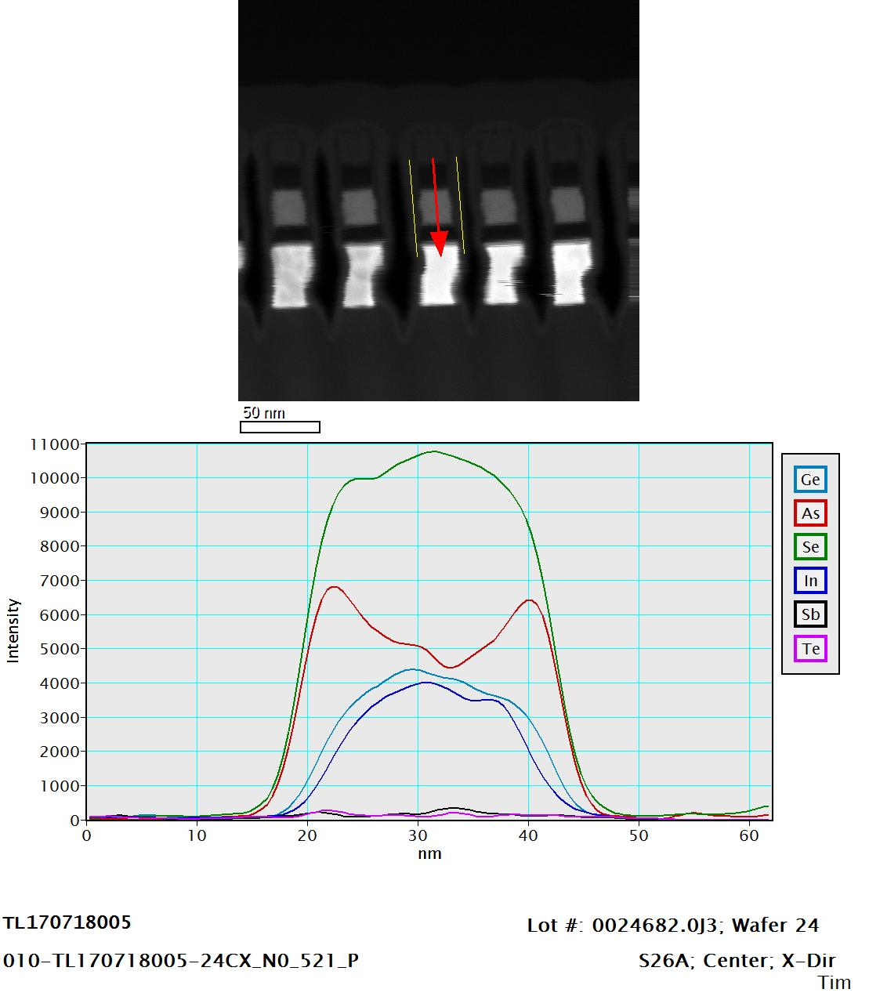 50 nm
11000
10000
9000
8000
7000
6000
5000
4000
3000
2000
1000
0
Intensity
0 10 20 30 40 50 60
nm
Ge
As
Se
In
Sb
Te
TL170718005
Lot #: 0024682.0J3; Wafer 24
010-TL170718005-24CX_N0_521_P
S26A; Center; X-Dir
Tim